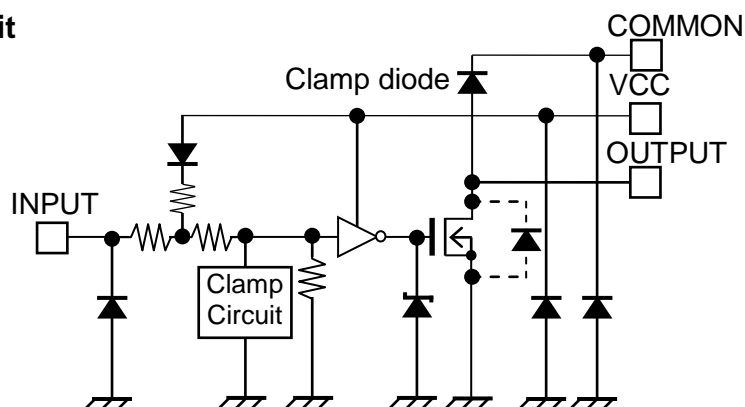 it
COMMON
Clamp diode
VCC
OUTPUT
INPUT
Clamp
Circuit